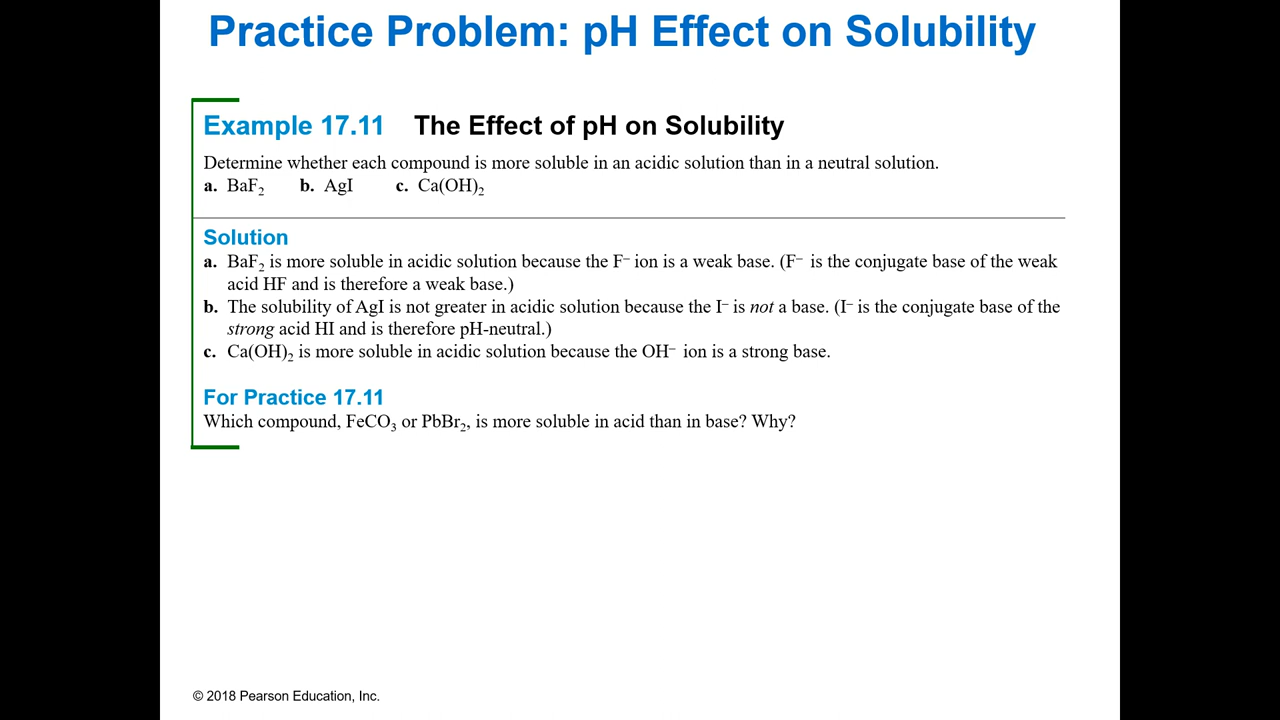 Practice Problem: pH Effect on Solubility
Example 17.11 The Effect of pH on Solubility
Determine whether each compound is more soluble in an acidic solution than in a neutral solution.
a. BaF₂ b. AgI c. Ca(OH)₂
Solution
a. BaF₂ is more soluble in acidic solution because the F⁻ ion is a weak base. (F⁻ is the conjugate base of the weak
acid HF and is therefore a weak base.)
b. The solubility of AgI is not greater in acidic solution because the I⁻ is not a base. (I⁻ is the conjugate base of the
strong acid HI and is therefore pH-neutral.)
c. Ca(OH)₂ is more soluble in acidic solution because the OH⁻ ion is a strong base.
For Practice 17.11
Which compound, FeCO₃ or PbBr₂, is more soluble in acid than in base? Why?
© 2018 Pearson Education, Inc.